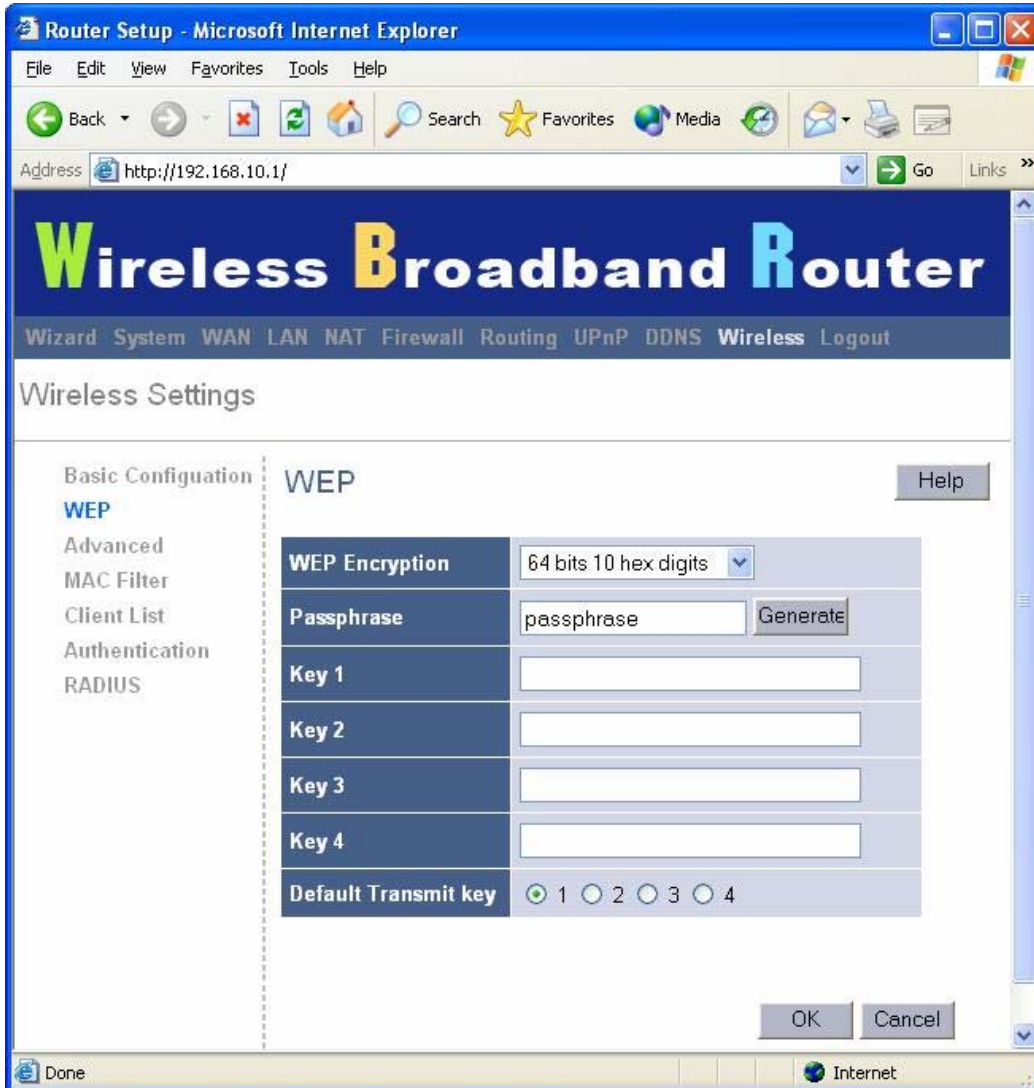 Router Setup - Microsoft Internet Explorer
File Edit View Favorites Tools Help
Back Search Favorites Media
Address http://192.168.10.1/ Go Links »
Wireless Broadband Router
Wizard System WAN LAN NAT Firewall Routing UPnP DDNS Wireless Logout
Wireless Settings
Basic Configuation
WEP
Advanced
MAC Filter
Client List
Authentication
RADIUS
WEP Help
WEP Encryption 64 bits 10 hex digits
Passphrase passphrase Generate
Key 1
Key 2
Key 3
Key 4
Default Transmit key 1 2 3 4
OK Cancel
Done Internet